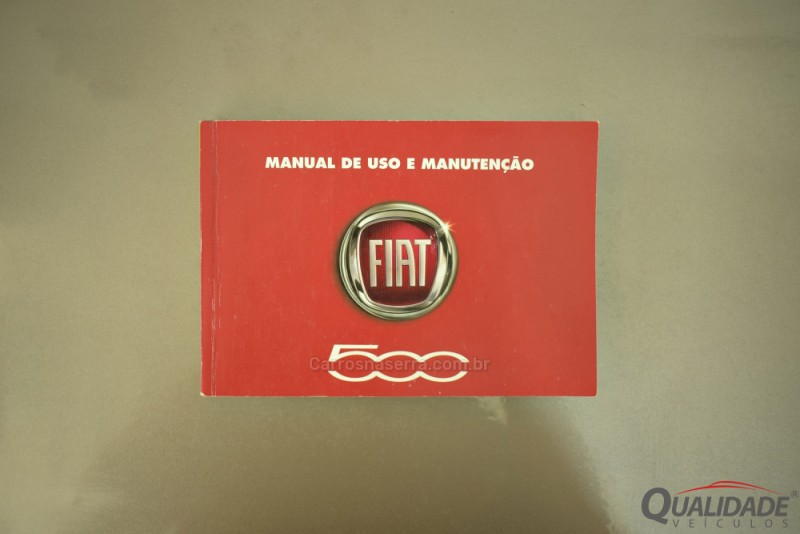 MANUAL DE USO E MANUTENÇÃO
FIAT
500
Carrosnaserra.com.br
QUALIDADE®
VEÍCULOS